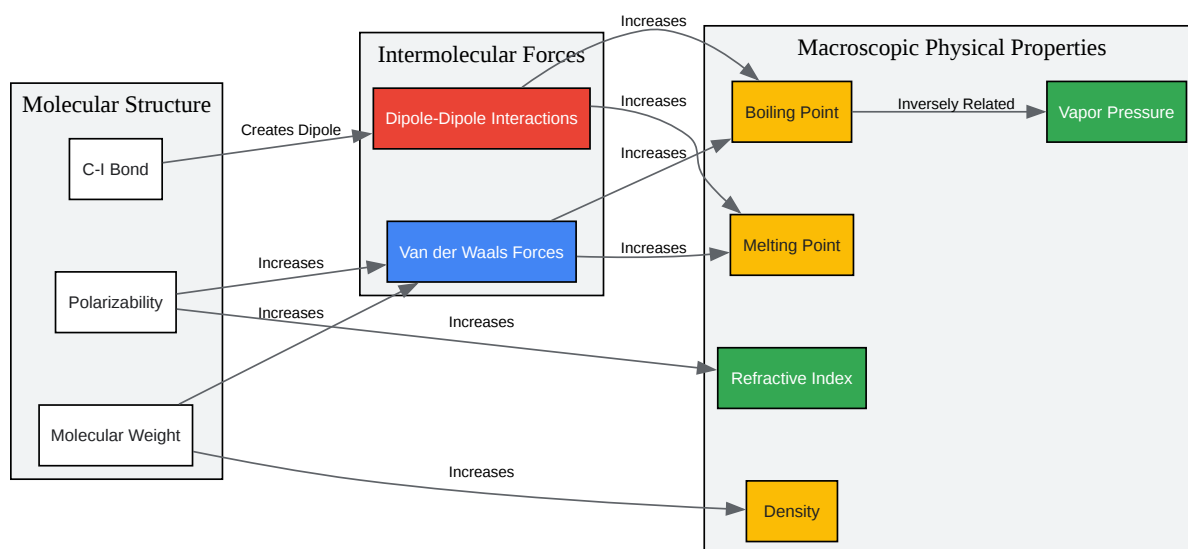 Molecular Structure
C-I Bond
Polarizability
Molecular Weight
Creates Dipole
Increases
Increases
Intermolecular Forces
Dipole-Dipole Interactions
Van der Waals Forces
Increases
Increases
Increases
Increases
Increases
Increases
Macroscopic Physical Properties
Boiling Point
Inversely Related
Vapor Pressure
Melting Point
Refractive Index
Density